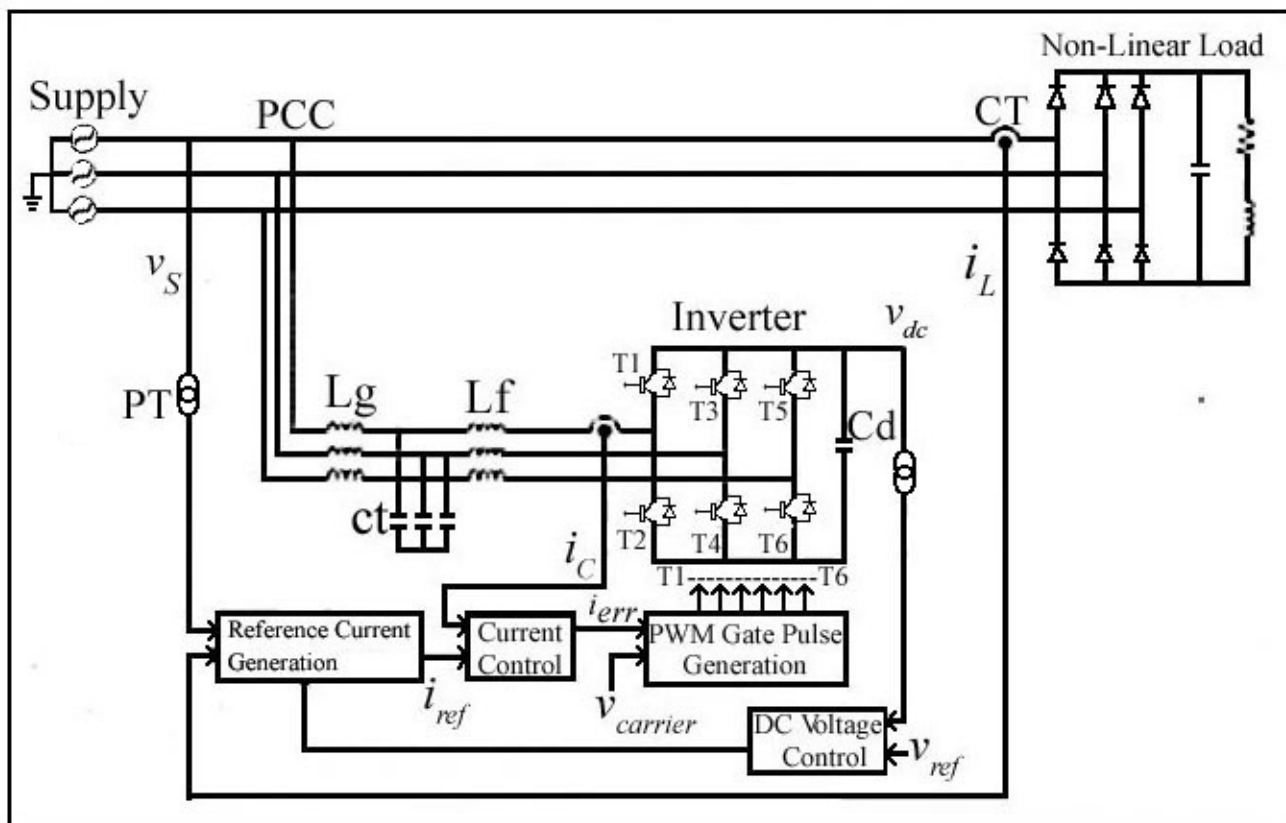 Non-Linear Load
Supply
PCC
CT
v_S
i_L
Inverter
v_dc
T1
T3
T5
PT
Lg
Lf
Cd
ct
T2
T4
T6
i_C
T1--------------T6
i_err
Reference Current
Generation
Current
Control
PWM Gate Pulse
Generation
i_ref
v_carrier
DC Voltage
Control
v_ref